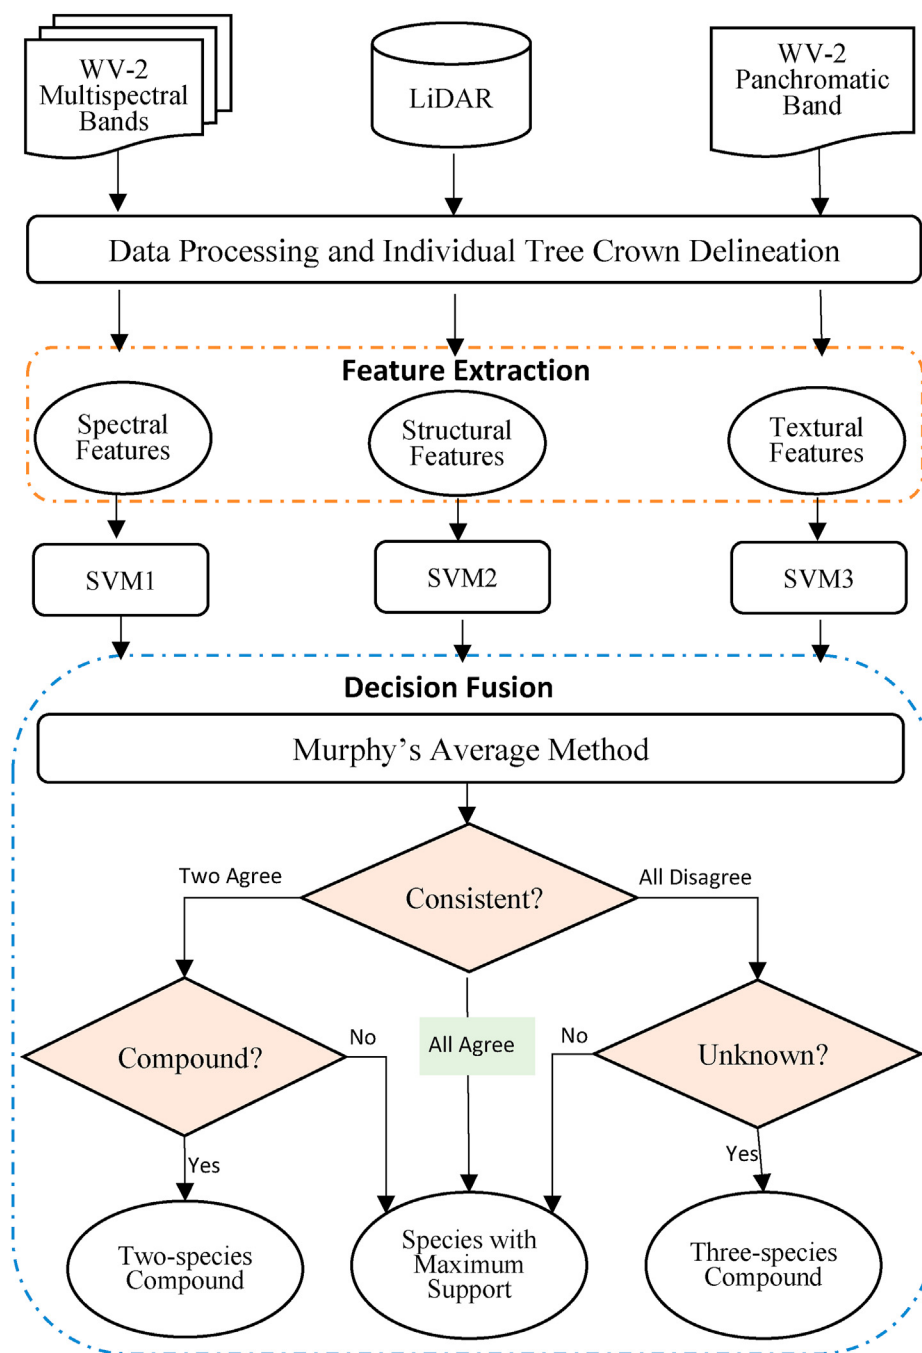 WV-2
Multispectral
Bands
LiDAR
WV-2
Panchromatic
Band
Data Processing and Individual Tree Crown Delineation
Feature Extraction
Spectral
Features
Structural
Features
Textural
Features
SVM1
SVM2
SVM3
Decision Fusion
Murphy's Average Method
Two Agree
Consistent?
All Disagree
Compound?
No
All Agree
No
Unknown?
Yes
Yes
Two-species
Compound
Species with
Maximum
Support
Three-species
Compound